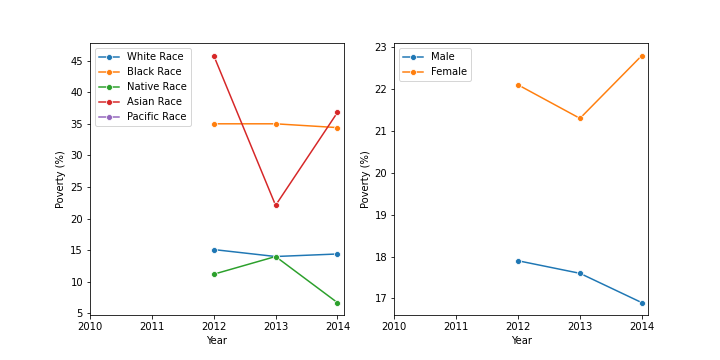 White Race
Black Race
Native Race
Asian Race
Pacific Race
45
40
35
30
25
20
15
10
5
Poverty (%)
2010 2011 2012 2013 2014
Year
Male
Female
23
22
21
20
19
18
17
Poverty (%)
2010 2011 2012 2013 2014
Year